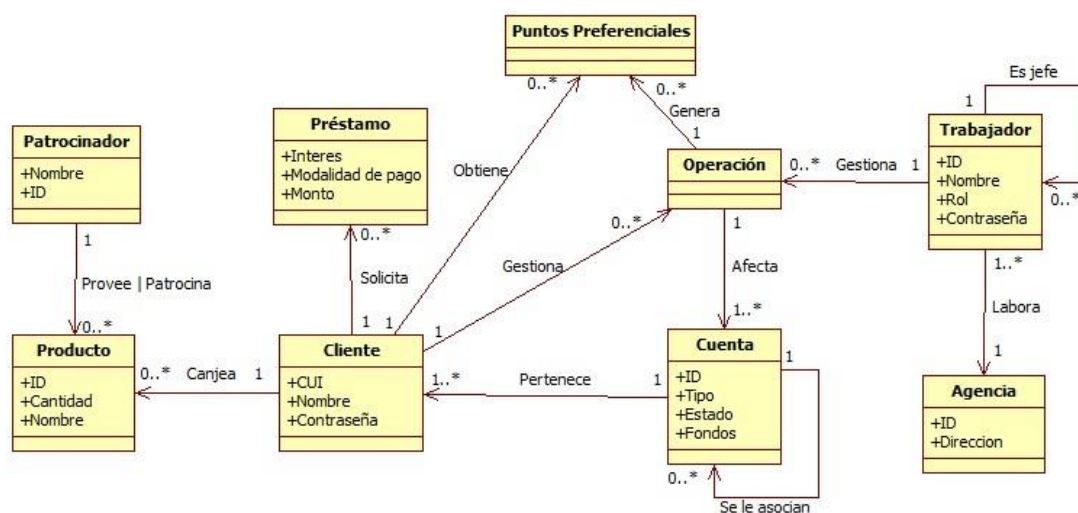 Puntos Preferenciales
0..*
0..*
Es jefe
Genera
1
1
Préstamo
+Interes
+Modalidad de pago
+Monto
0..*
Patrocinador
+Nombre
+ID
1
Obtiene
Operación
0..*
Gestiona
1
0..*
1
Trabajador
+ID
+Nombre
+Rol
+Contraseña
0..*
1..*
Provee | Patrocina
0..*
Solicita
1
1
Gestiona
1
Afecta
1..*
Labora
1
Producto
+ID
+Cantidad
+Nombre
0..*
Canjea
1
Cliente
+CUI
+Nombre
+Contraseña
1..*
Pertenece
1
Cuenta
+ID
+Tipo
+Estado
+Fondos
1
0..*
Se le asocian
Agencia
+ID
+Direccion